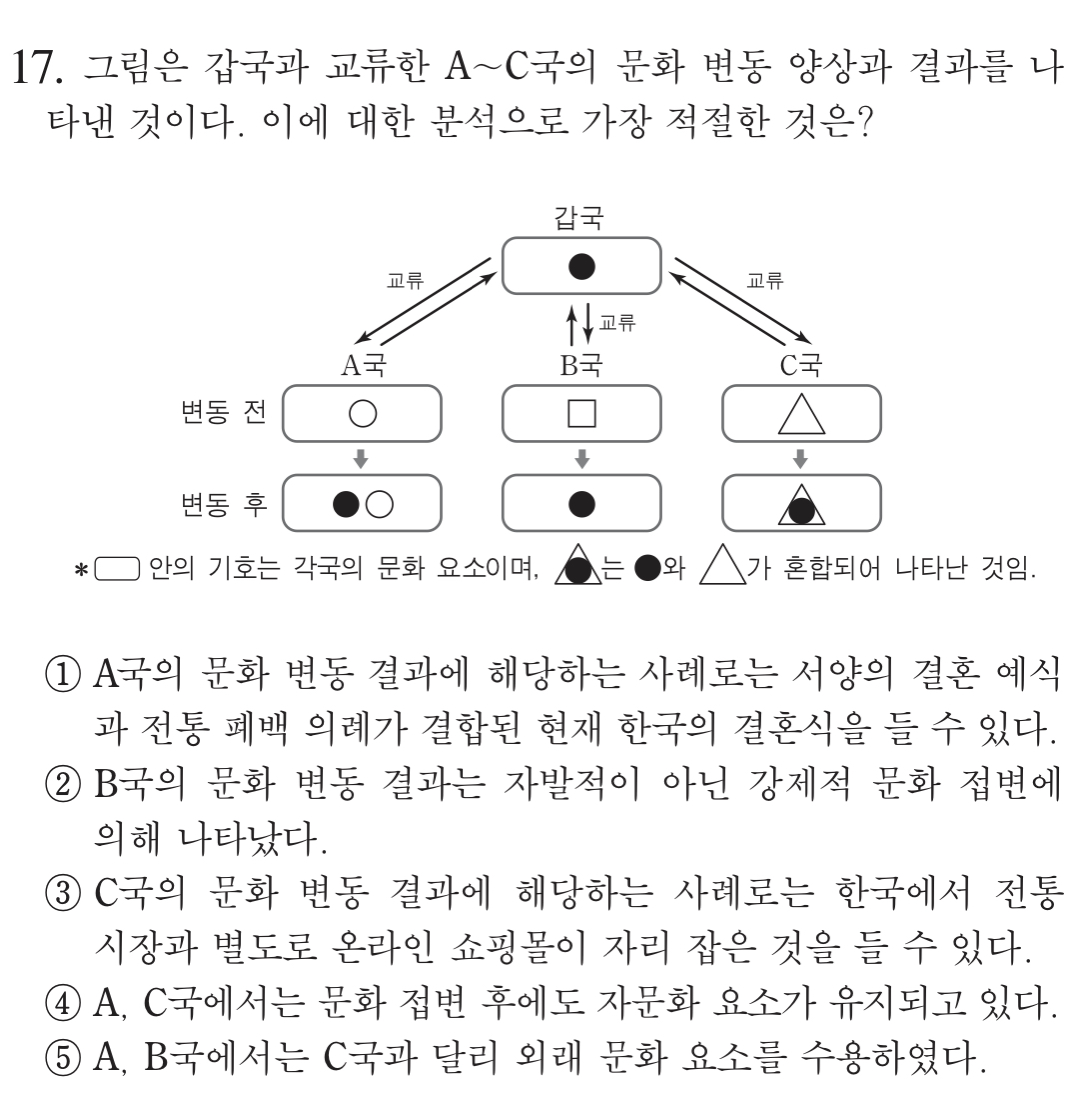 17. 그림은 갑국과 교류한 A～C국의 문화 변동 양상과 결과를 나
타낸 것이다. 이에 대한 분석으로 가장 적절한 것은?
갑국
교류
교류
교류
A국
B국
C국
변동 전
변동 후
* 안의 기호는 각국의 문화 요소이며, 는 ●와 △가 혼합되어 나타난 것임.
① A국의 문화 변동 결과에 해당하는 사례로는 서양의 결혼 예식
과 전통 폐백 의례가 결합된 현재 한국의 결혼식을 들 수 있다.
② B국의 문화 변동 결과는 자발적이 아닌 강제적 문화 접변에
의해 나타났다.
③ C국의 문화 변동 결과에 해당하는 사례로는 한국에서 전통
시장과 별도로 온라인 쇼핑몰이 자리 잡은 것을 들 수 있다.
④ A, C국에서는 문화 접변 후에도 자문화 요소가 유지되고 있다.
⑤ A, B국에서는 C국과 달리 외래 문화 요소를 수용하였다.